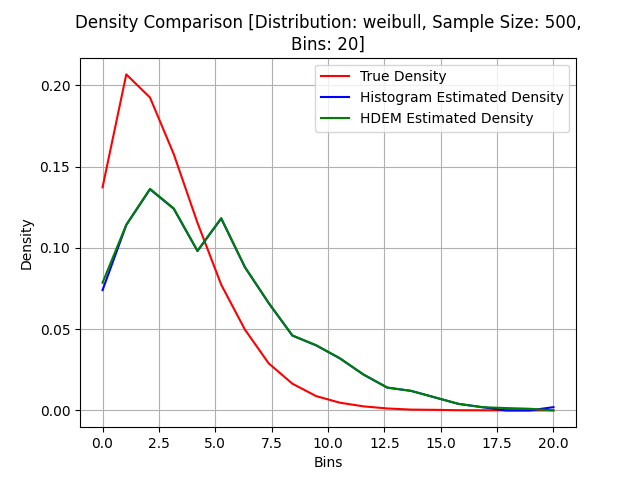 Density Comparison [Distribution: weibull, Sample Size: 500,
Bins: 20]
True Density
Histogram Estimated Density
HDEM Estimated Density
Density
0.20
0.15
0.10
0.05
0.00
0.0 2.5 5.0 7.5 10.0 12.5 15.0 17.5 20.0
Bins